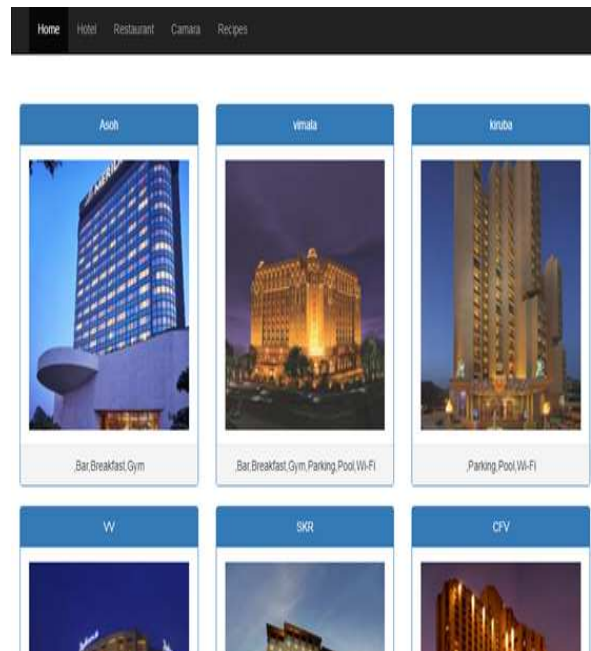 Home Hotel Restaurant Camara Recipes
Asoh vimala kiruba
,Bar,Breakfast,Gym ,Bar,Breakfast,Gym,Parking,Pool,Wi-Fi ,Parking,Pool,Wi-Fi
VV SKR CFV